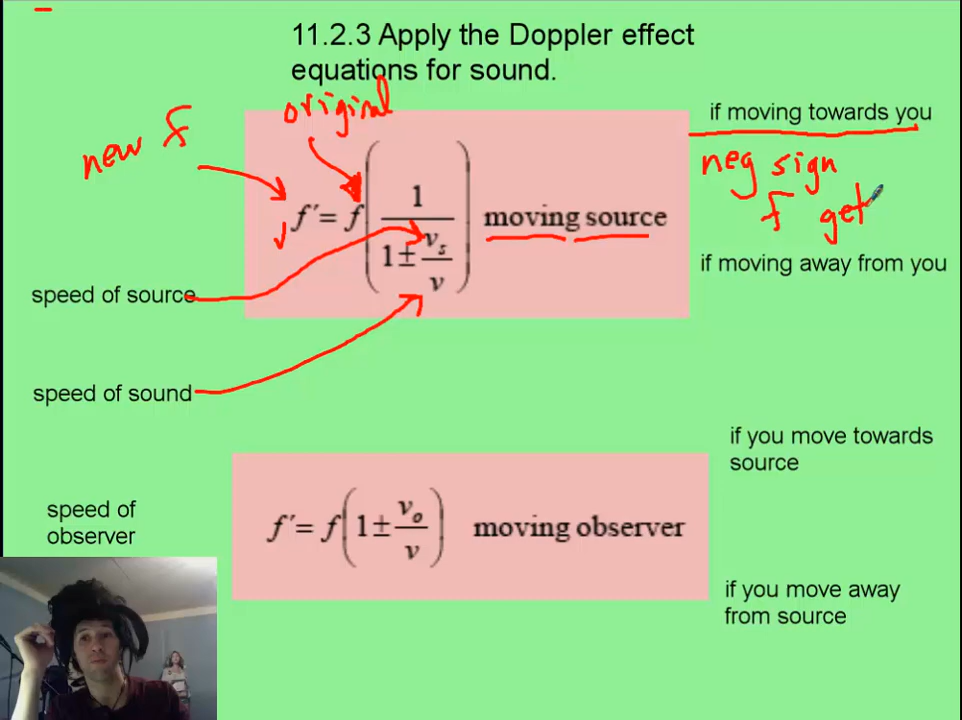 11.2.3 Apply the Doppler effect
equations for sound.
original
new f
f′= f(1/(1±vₛ/v)) moving source
if moving towards you
neg sign
f get
if moving away from you
speed of source
speed of sound
if you move towards
source
speed of
observer
f′= f(1±vₒ/v) moving observer
if you move away
from source